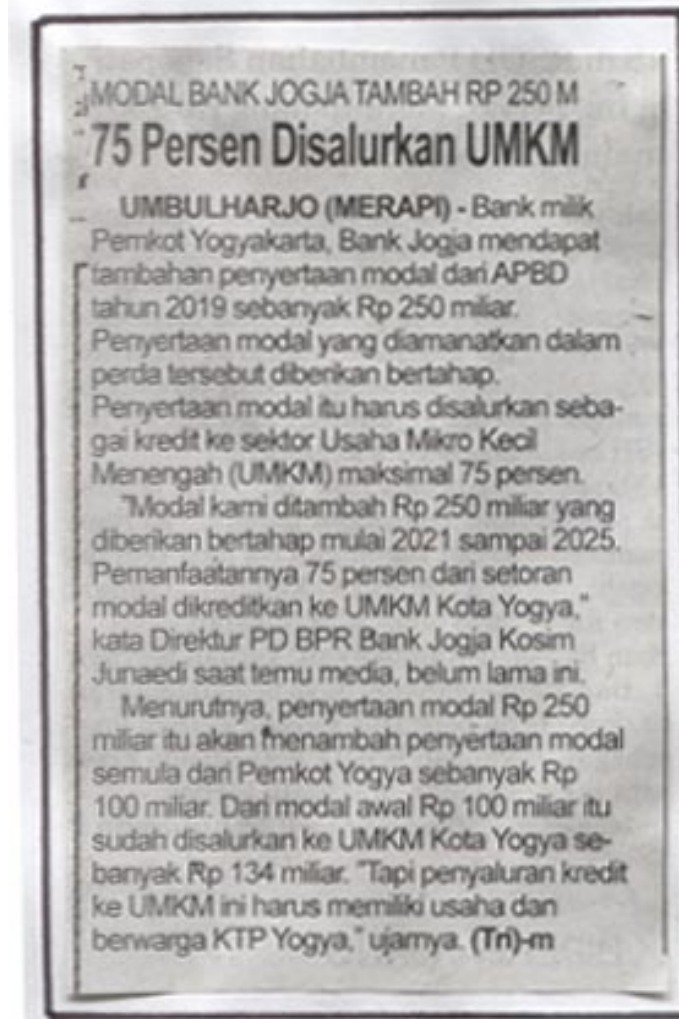 MODAL BANK JOGJA TAMBAH RP 250 M
75 Persen Disalurkan UMKM
UMBULHARJO (MERAPI) - Bank milik
Pemkot Yogyakarta, Bank Jogja mendapat
tambahan penyertaan modal dari APBD
tahun 2019 sebanyak Rp 250 miliar.
Penyertaan modal yang diamanatkan dalam
perda tersebut diberikan bertahap.
Penyertaan modal itu harus disalurkan seba-
gai kredit ke sektor Usaha Mikro Kecil
Menengah (UMKM) maksimal 75 persen.
"Modal kami ditambah Rp 250 miliar yang
diberikan bertahap mulai 2021 sampai 2025.
Pemanfaatannya 75 persen dari setoran
modal dikreditkan ke UMKM Kota Yogya,"
kata Direktur PD BPR Bank Jogja Kosim
Junaedi saat temu media, belum lama ini.
Menurutnya, penyertaan modal Rp 250
miliar itu akan menambah penyertaan modal
semula dari Pemkot Yogya sebanyak Rp
100 miliar. Dari modal awal Rp 100 miliar itu
sudah disalurkan ke UMKM Kota Yogya se-
banyak Rp 134 miliar. "Tapi penyaluran kredit
ke UMKM ini harus memiliki usaha dan
berwarga KTP Yogya," ujarnya. (Tri)-m